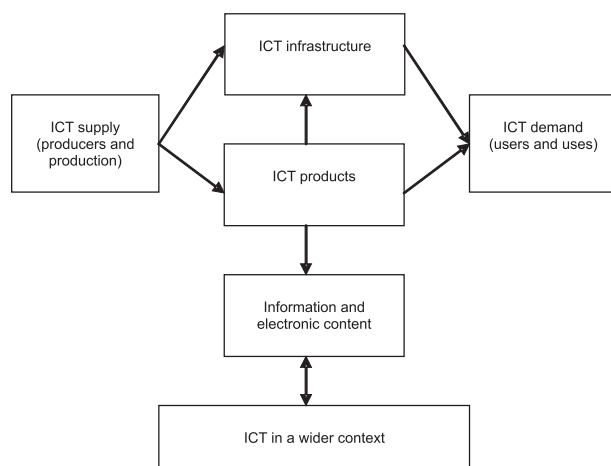 ICT infrastructure
ICT supply
(producers and
production)
ICT demand
(users and uses)
ICT products
Information and
electronic content
ICT in a wider context